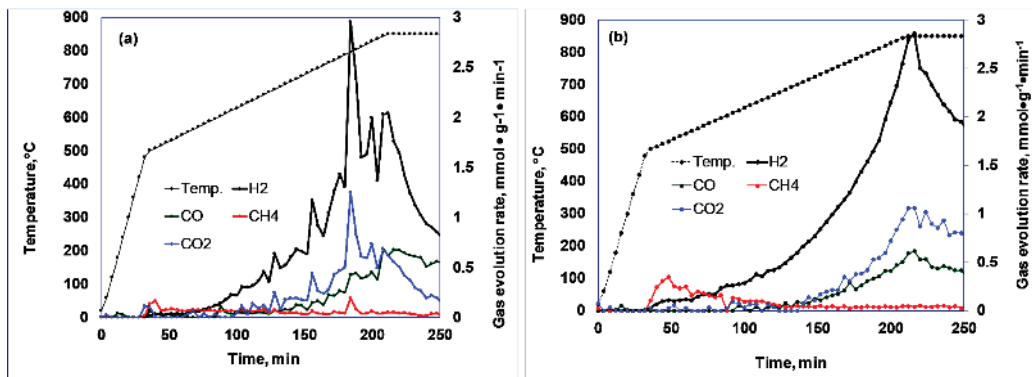 (a)
Temperature, °C
900
800
700
600
500
400
300
200
100
0
0 50 100 150 200 250
Time, min
3
2.5
2
1.5
1
0.5
0
Gas evolution rate, mmol• g-1• min-1
Temp. H2
CO CH4
CO2
(b)
Temperature,°C
900
800
700
600
500
400
300
200
100
0
0 50 100 150 200 250
Time, min
3
2.5
2
1.5
1
0.5
0
Gas evolution rate, mmol•g-1•min-1
Temp. H2
CO CH4
CO2